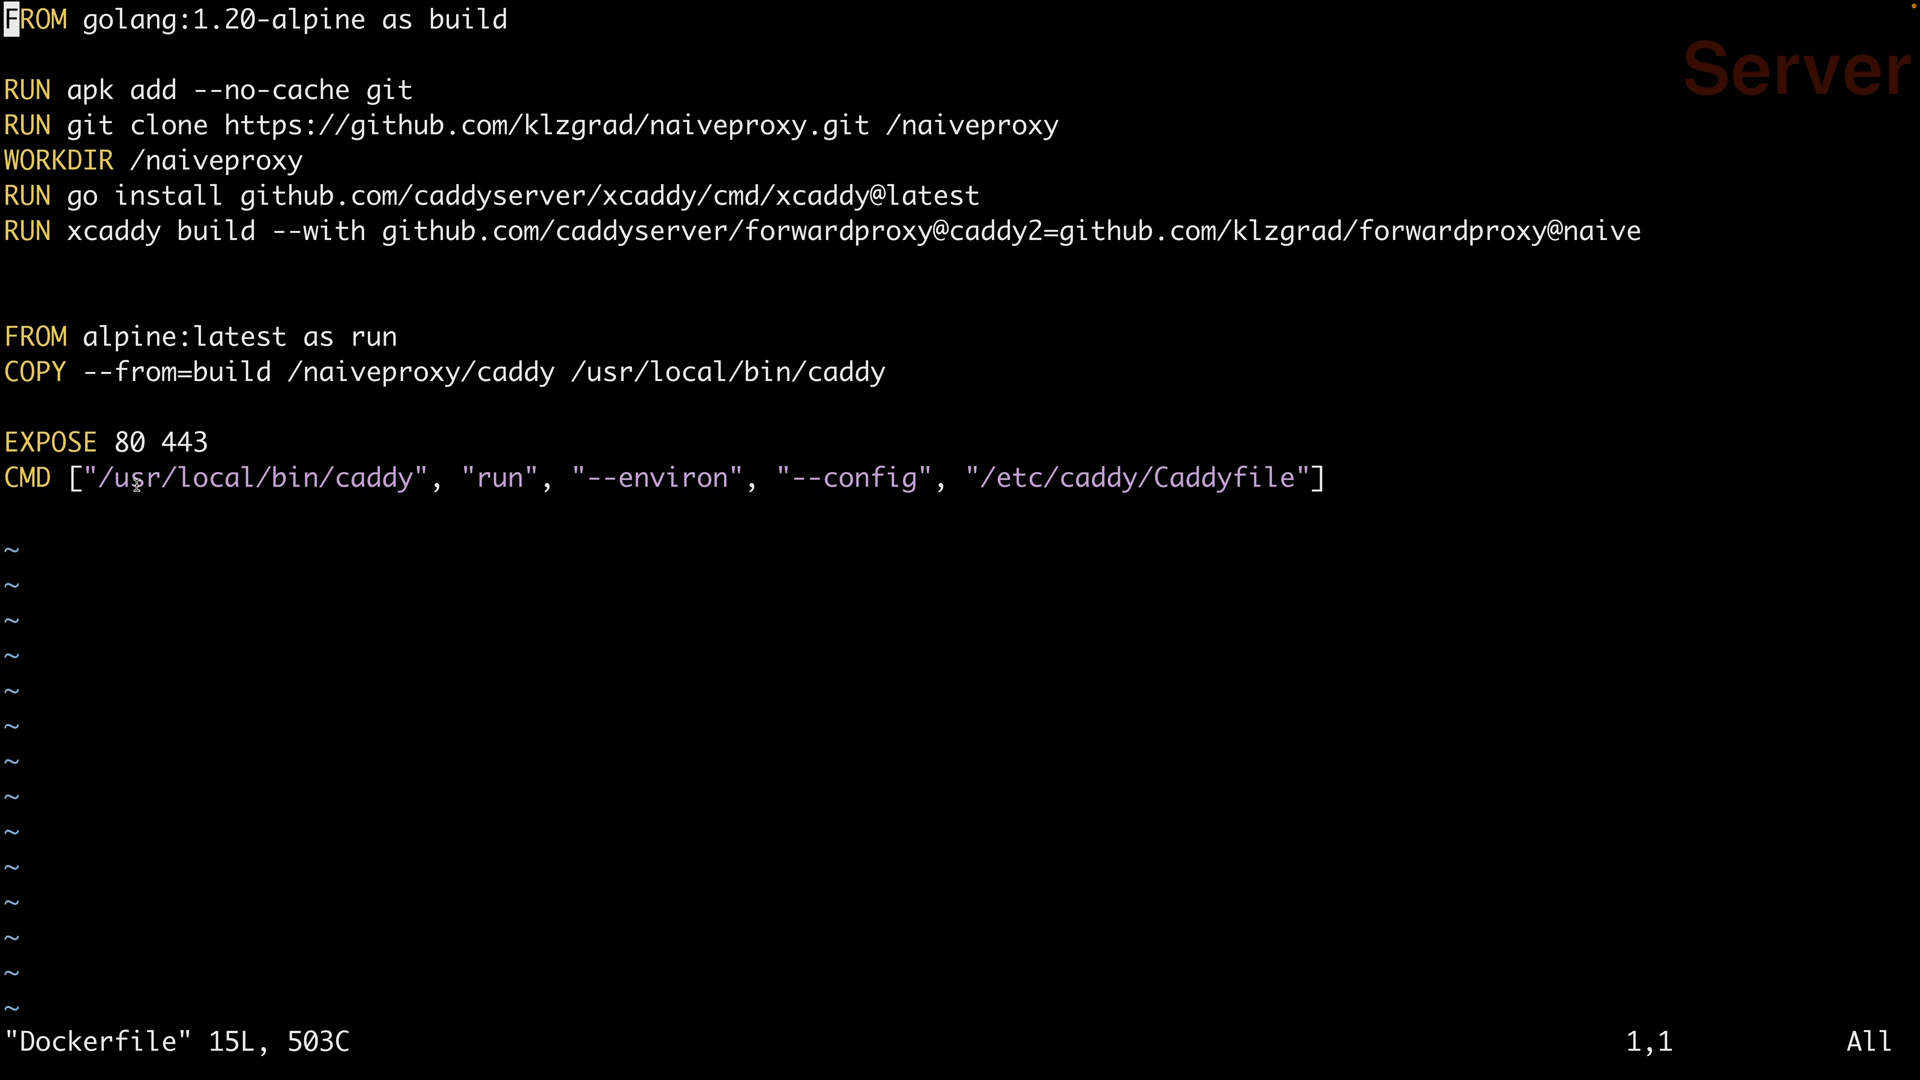 FROM golang:1.20-alpine as build
Server
RUN apk add --no-cache git
RUN git clone https://github.com/klzgrad/naiveproxy.git /naiveproxy
WORKDIR /naiveproxy
RUN go install github.com/caddyserver/xcaddy/cmd/xcaddy@latest
RUN xcaddy build --with github.com/caddyserver/forwardproxy@caddy2=github.com/klzgrad/forwardproxy@naive
FROM alpine:latest as run
COPY --from=build /naiveproxy/caddy /usr/local/bin/caddy
EXPOSE 80 443
CMD ["/usr/local/bin/caddy", "run", "--environ", "--config", "/etc/caddy/Caddyfile"]
~
~
~
~
~
~
~
~
~
~
~
~
~
~
"Dockerfile" 15L, 503C 1,1 All